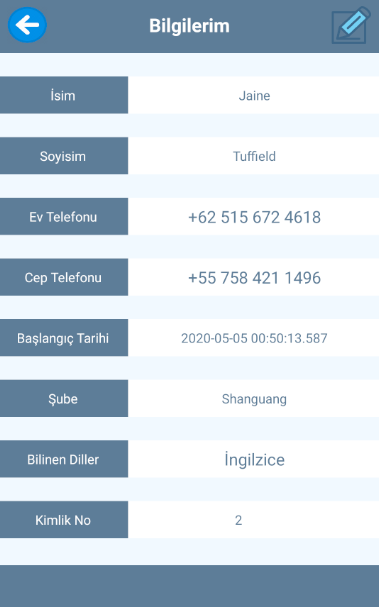 Bilgilerim
İsim Jaine
Soyisim Tuffield
Ev Telefonu +62 515 672 4618
Cep Telefonu +55 758 421 1496
Başlangıç Tarihi 2020-05-05 00:50:13.587
Şube Shanguang
Bilinen Diller İngilzice
Kimlik No 2